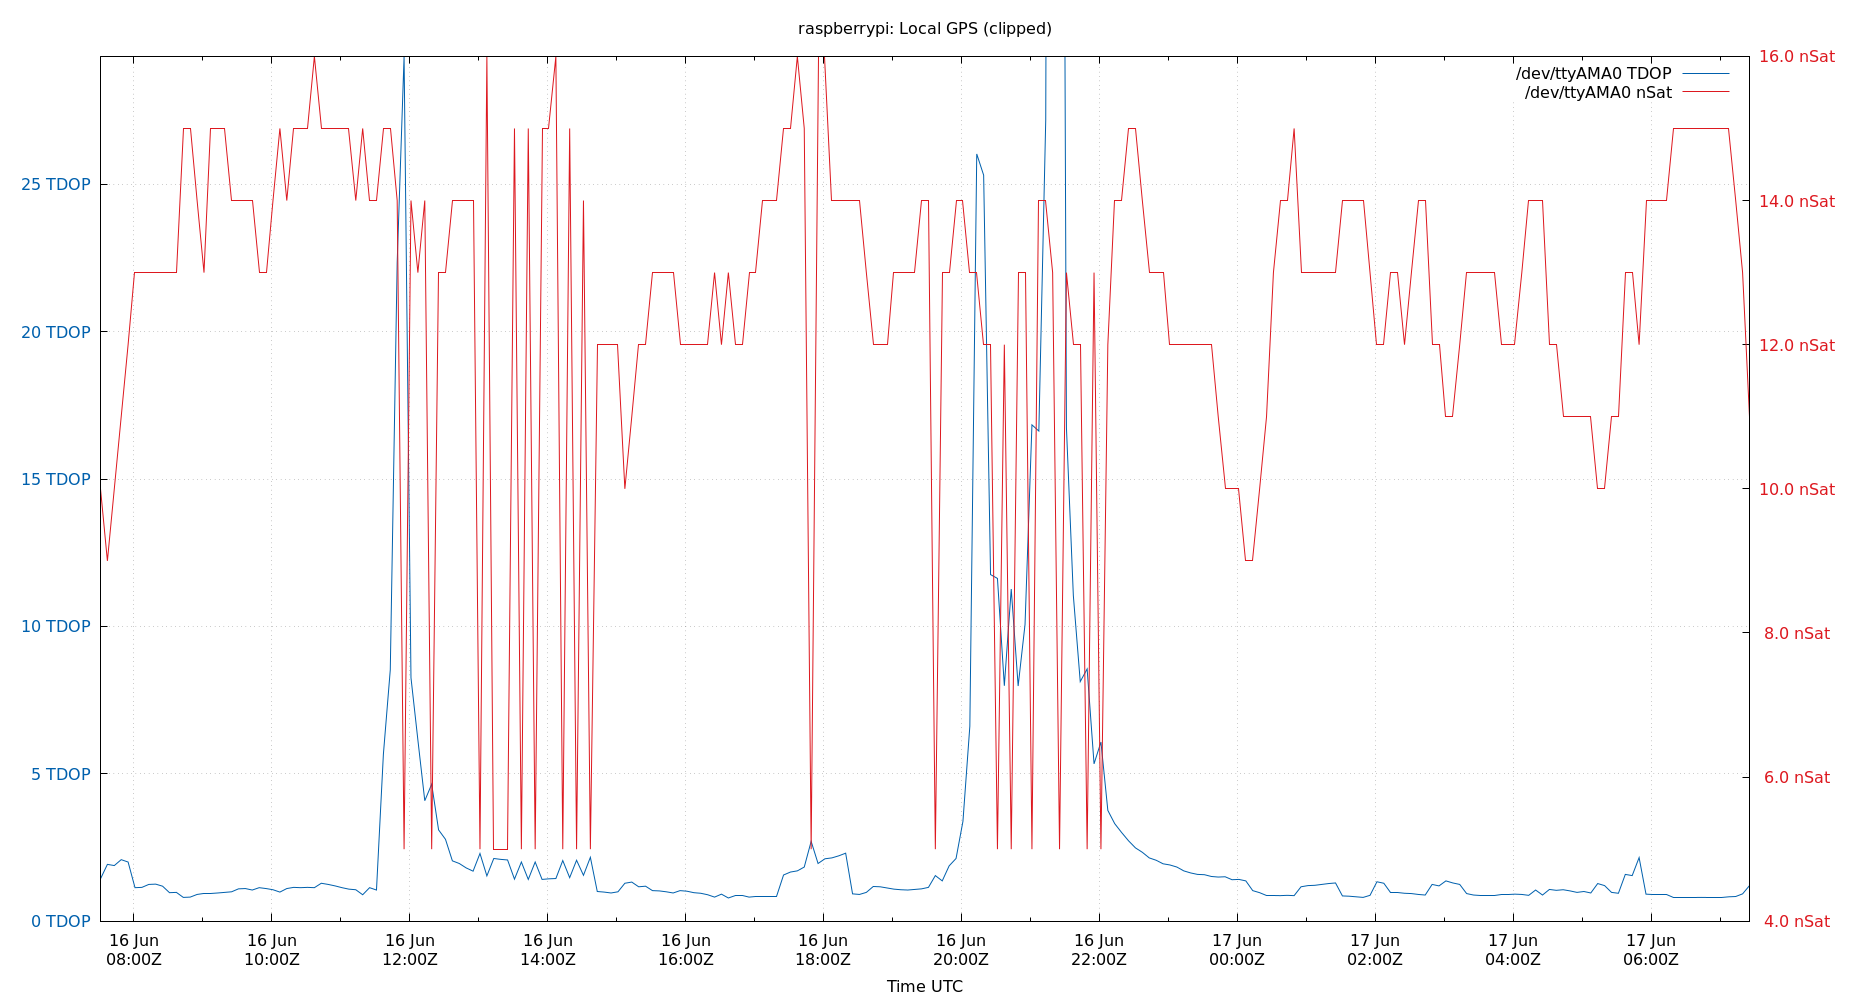 raspberrypi: Local GPS (clipped)
16.0 nSat
/dev/ttyAMA0 TDOP
/dev/ttyAMA0 nSat
25 TDOP
14.0 nSat
20 TDOP
12.0 nSat
15 TDOP
10.0 nSat
10 TDOP
8.0 nSat
5 TDOP
6.0 nSat
0 TDOP
4.0 nSat
16 Jun 16 Jun 16 Jun 16 Jun 16 Jun 16 Jun 16 Jun 16 Jun 17 Jun 17 Jun 17 Jun 17 Jun
08:00Z 10:00Z 12:00Z 14:00Z 16:00Z 18:00Z 20:00Z 22:00Z 00:00Z 02:00Z 04:00Z 06:00Z
Time UTC